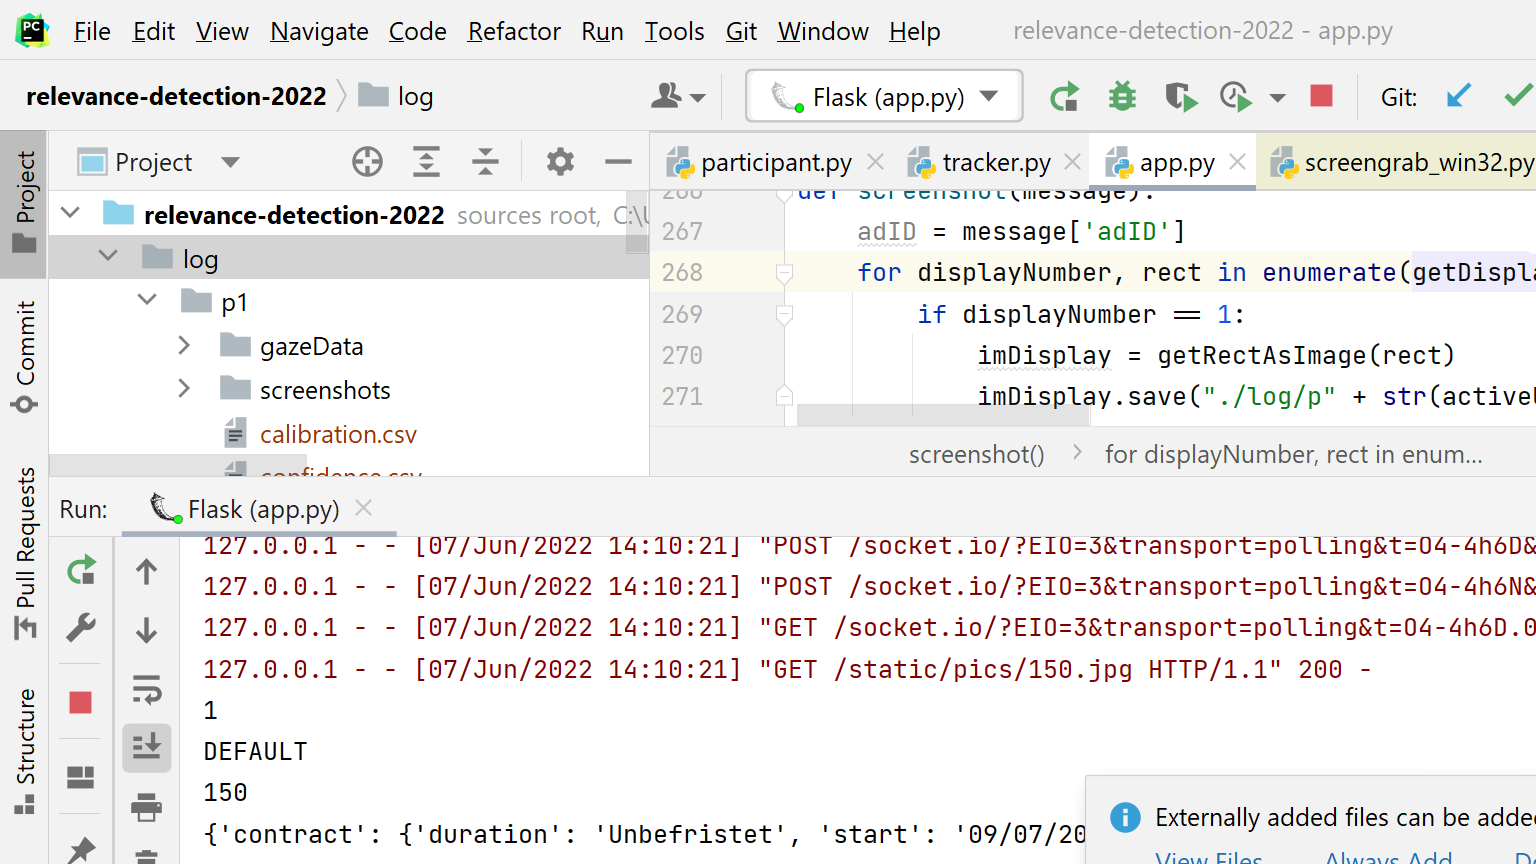 PC
File Edit View Navigate Code Refactor Run Tools Git Window Help relevance-detection-2022 - app.py
relevance-detection-2022 log Flask (app.py) Git:
Project
participant.py tracker.py app.py screengrab_win32.py
relevance-detection-2022 sources root, C:\
log
p1
gazeData
screenshots
calibration.csv
confidence.csv
266 def screenshot(message):
267 adID = message['adID']
268 for displayNumber, rect in enumerate(getDispla
269 if displayNumber == 1:
270 imDisplay = getRectAsImage(rect)
271 imDisplay.save("./log/p" + str(active
screenshot() for displayNumber, rect in enum...
Project
Commit
Pull Requests
Structure
Run: Flask (app.py)
127.0.0.1 - - [07/Jun/2022 14:10:21] "POST /socket.io/?EIO=3&transport=polling&t=O4-4h6D&
127.0.0.1 - - [07/Jun/2022 14:10:21] "POST /socket.io/?EIO=3&transport=polling&t=O4-4h6N&
127.0.0.1 - - [07/Jun/2022 14:10:21] "GET /socket.io/?EIO=3&transport=polling&t=O4-4h6D.0
127.0.0.1 - - [07/Jun/2022 14:10:21] "GET /static/pics/150.jpg HTTP/1.1" 200 -
1
DEFAULT
150
{'contract': {'duration': 'Unbefristet', 'start': '09/07/20
Externally added files can be added
View Files Always Add